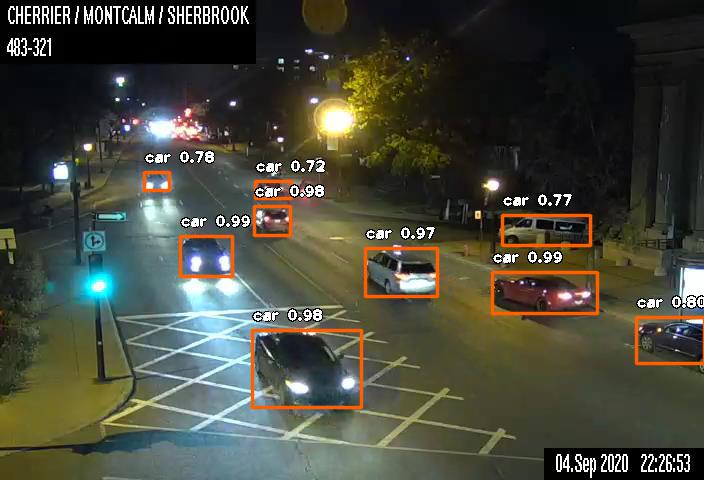 CHERRIER / MONTCALM / SHERBROOK
483-321
car 0.78
car 0.72
car 0.98
car 0.77
car 0.99
car 0.97
car 0.99
car 0.80
car 0.98
04.Sep 2020 22:26:53